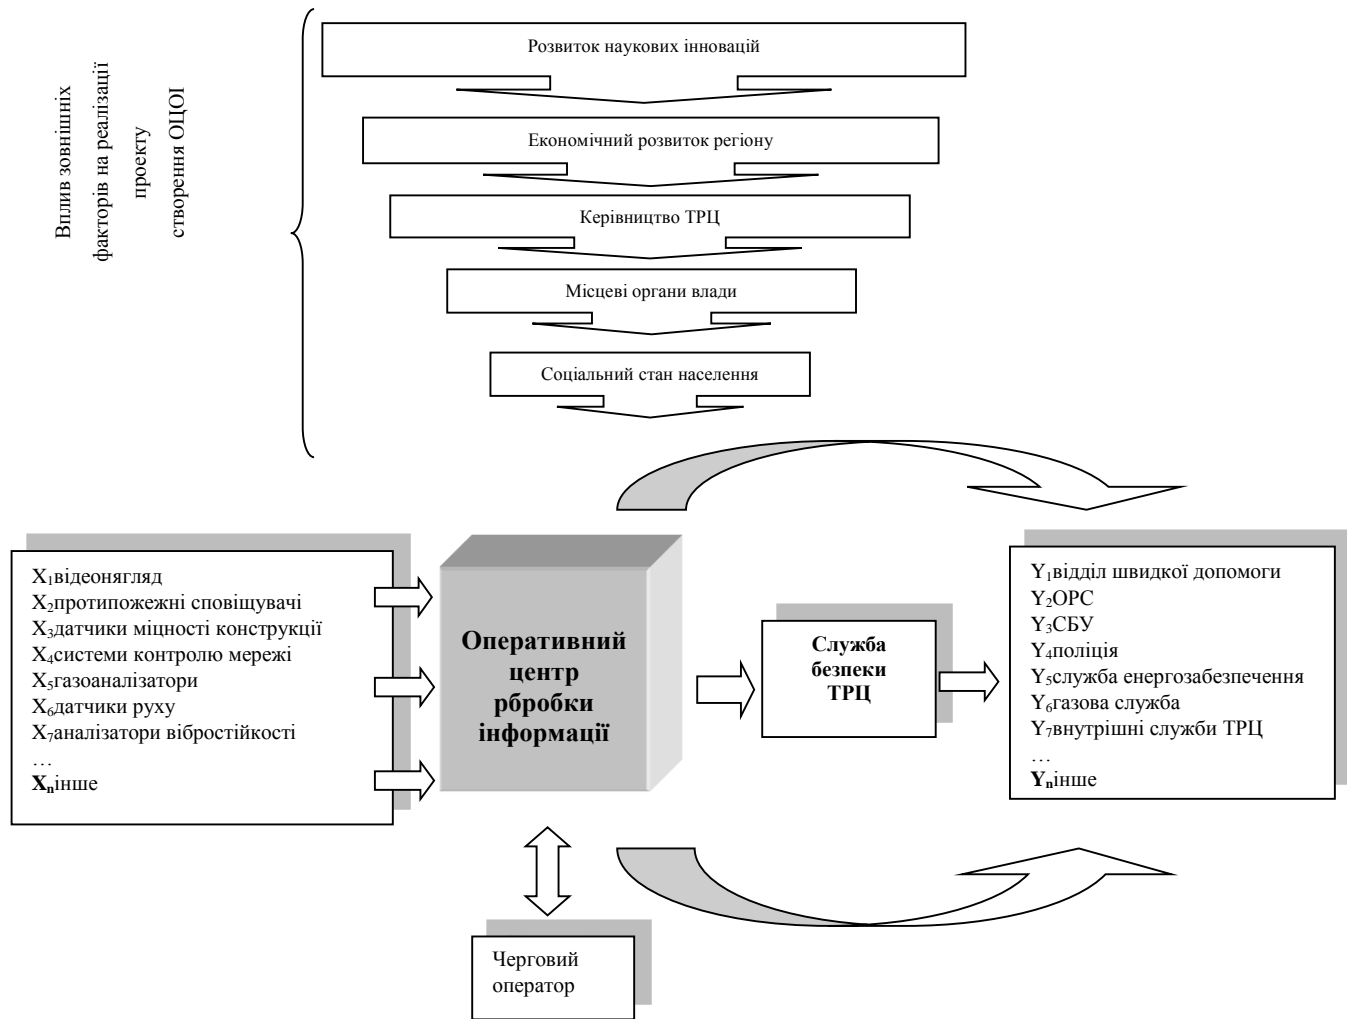 Вплив зовнішніх
факторів на реалізації
проекту
створення ОЦОІ
Розвиток наукових інновацій
Економічний розвиток регіону
Керівництво ТРЦ
Місцеві органи влади
Соціальний стан населення
X₁відеонягляд
X₂протипожежні сповіщувачі
X₃датчики міцності конструкції
X₄системи контролю мережі
X₅газоаналізатори
X₆датчики руху
X₇аналізатори вібростійкості
…
Xₙінше
Оперативний
центр
рбробки
інформації
Служба
безпеки
ТРЦ
Y₁відділ швидкої допомоги
Y₂ОРС
Y₃СБУ
Y₄поліція
Y₅служба енергозабезпечення
Y₆газова служба
Y₇внутрішні служби ТРЦ
…
Yₙінше
Черговий
оператор